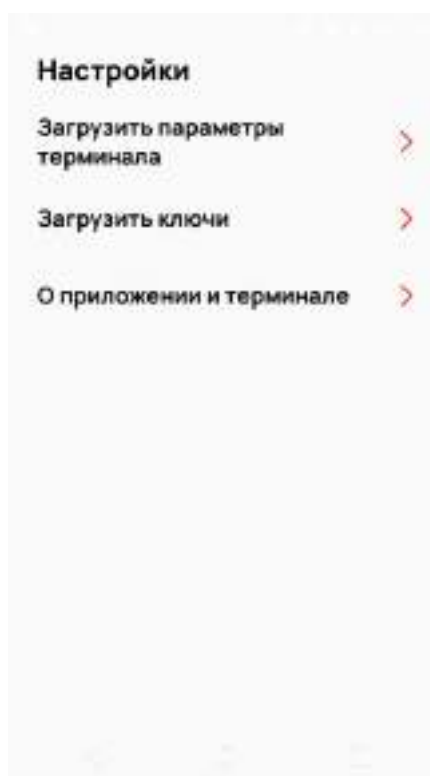 Настройки
Загрузить параметры
терминала
Загрузить ключи
О приложении и терминале